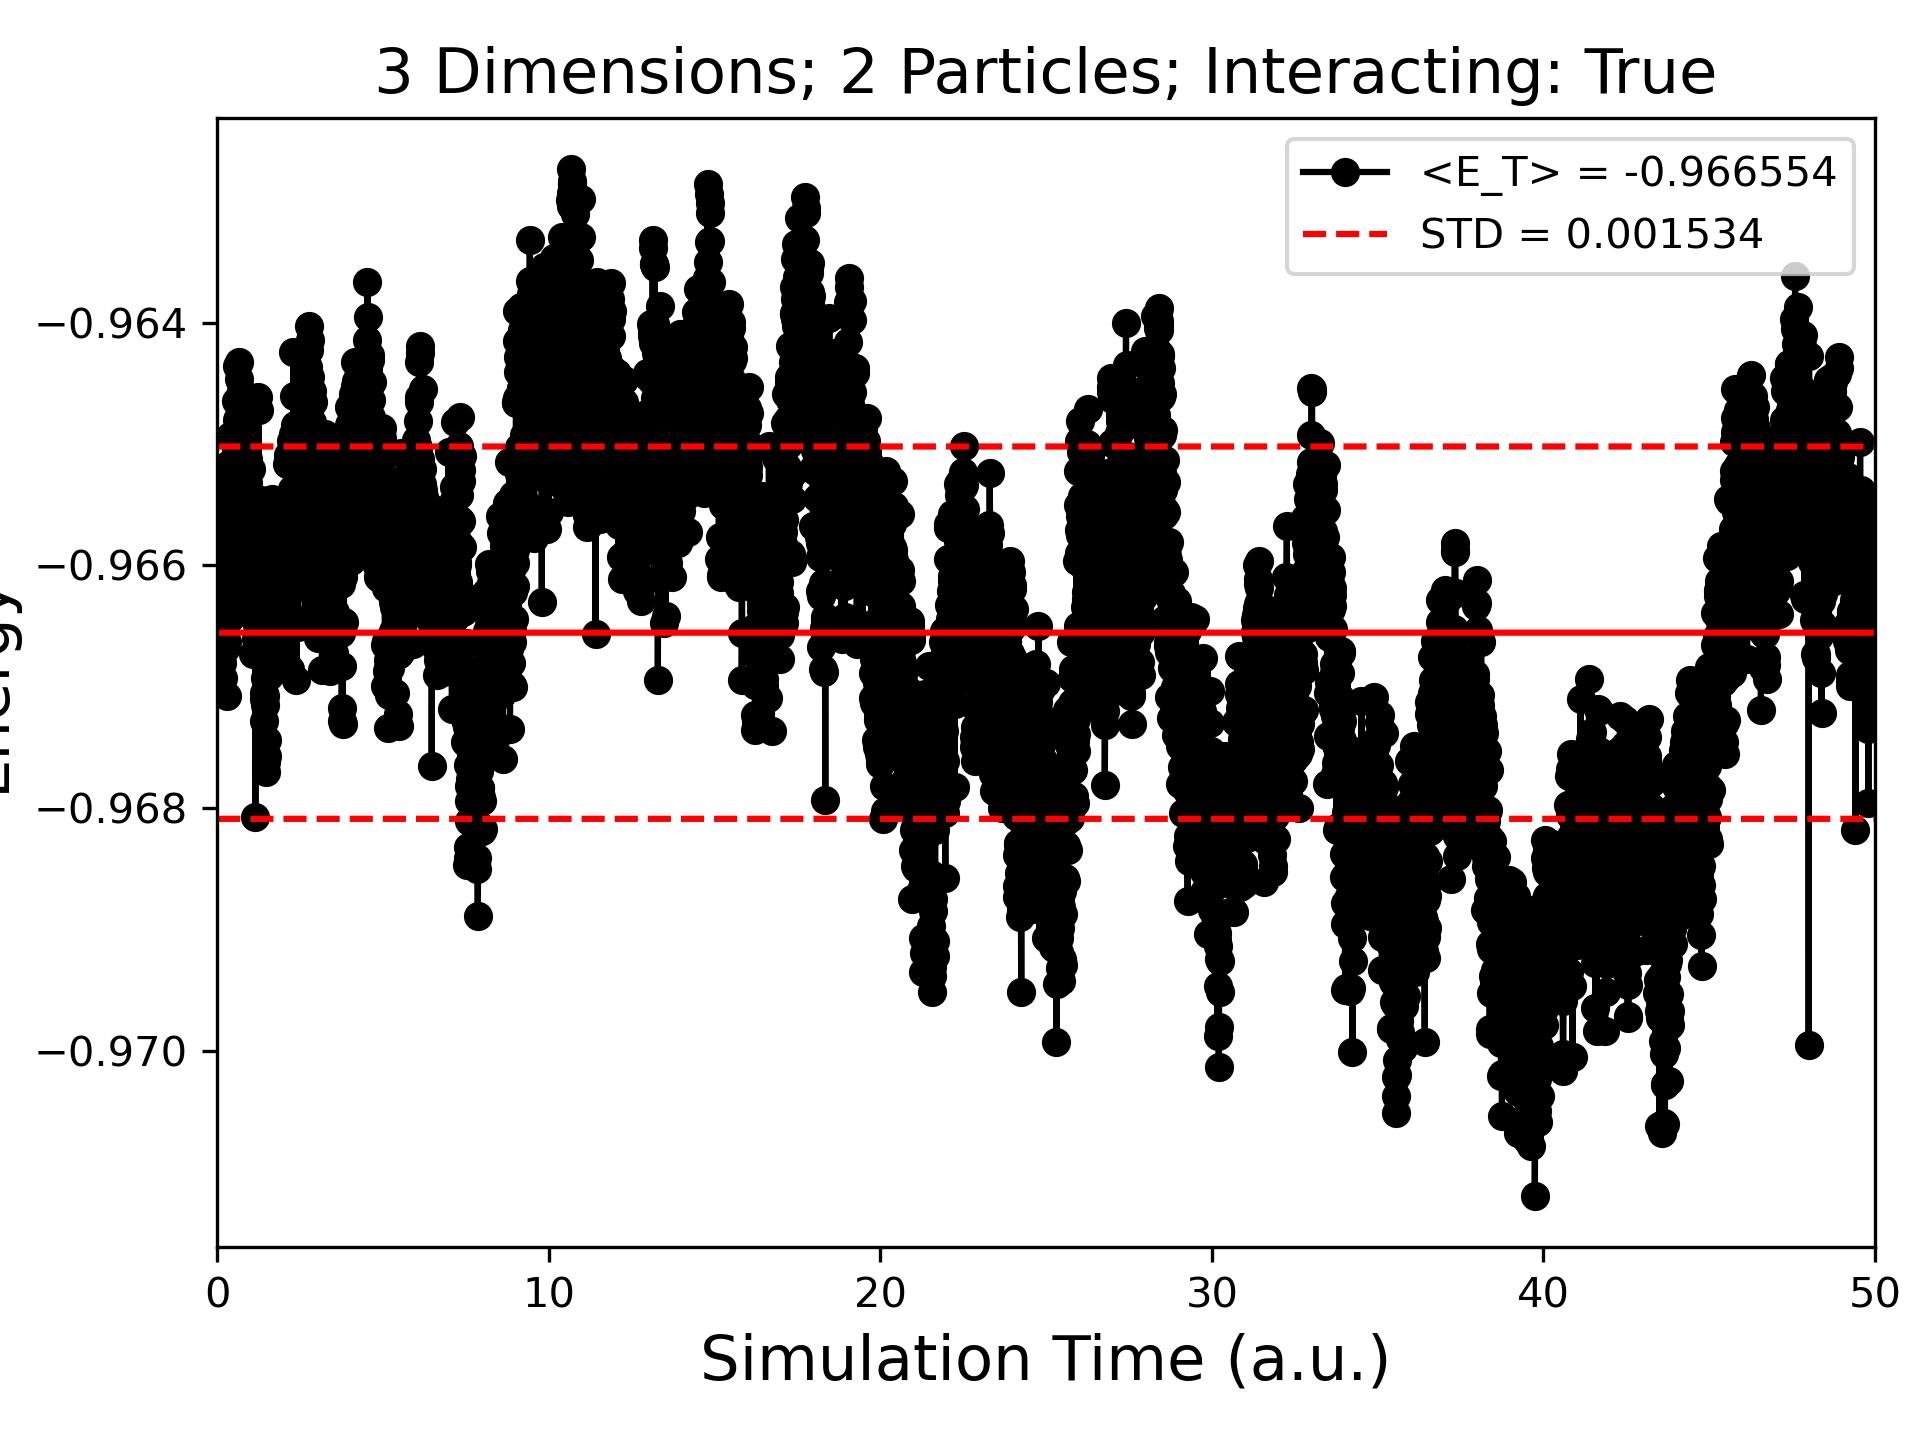 3 Dimensions; 2 Particles; Interacting: True
<E_T> = -0.966554
STD = 0.001534
−0.964
−0.966
−0.968
−0.970
Energy
0 10 20 30 40 50
Simulation Time (a.u.)